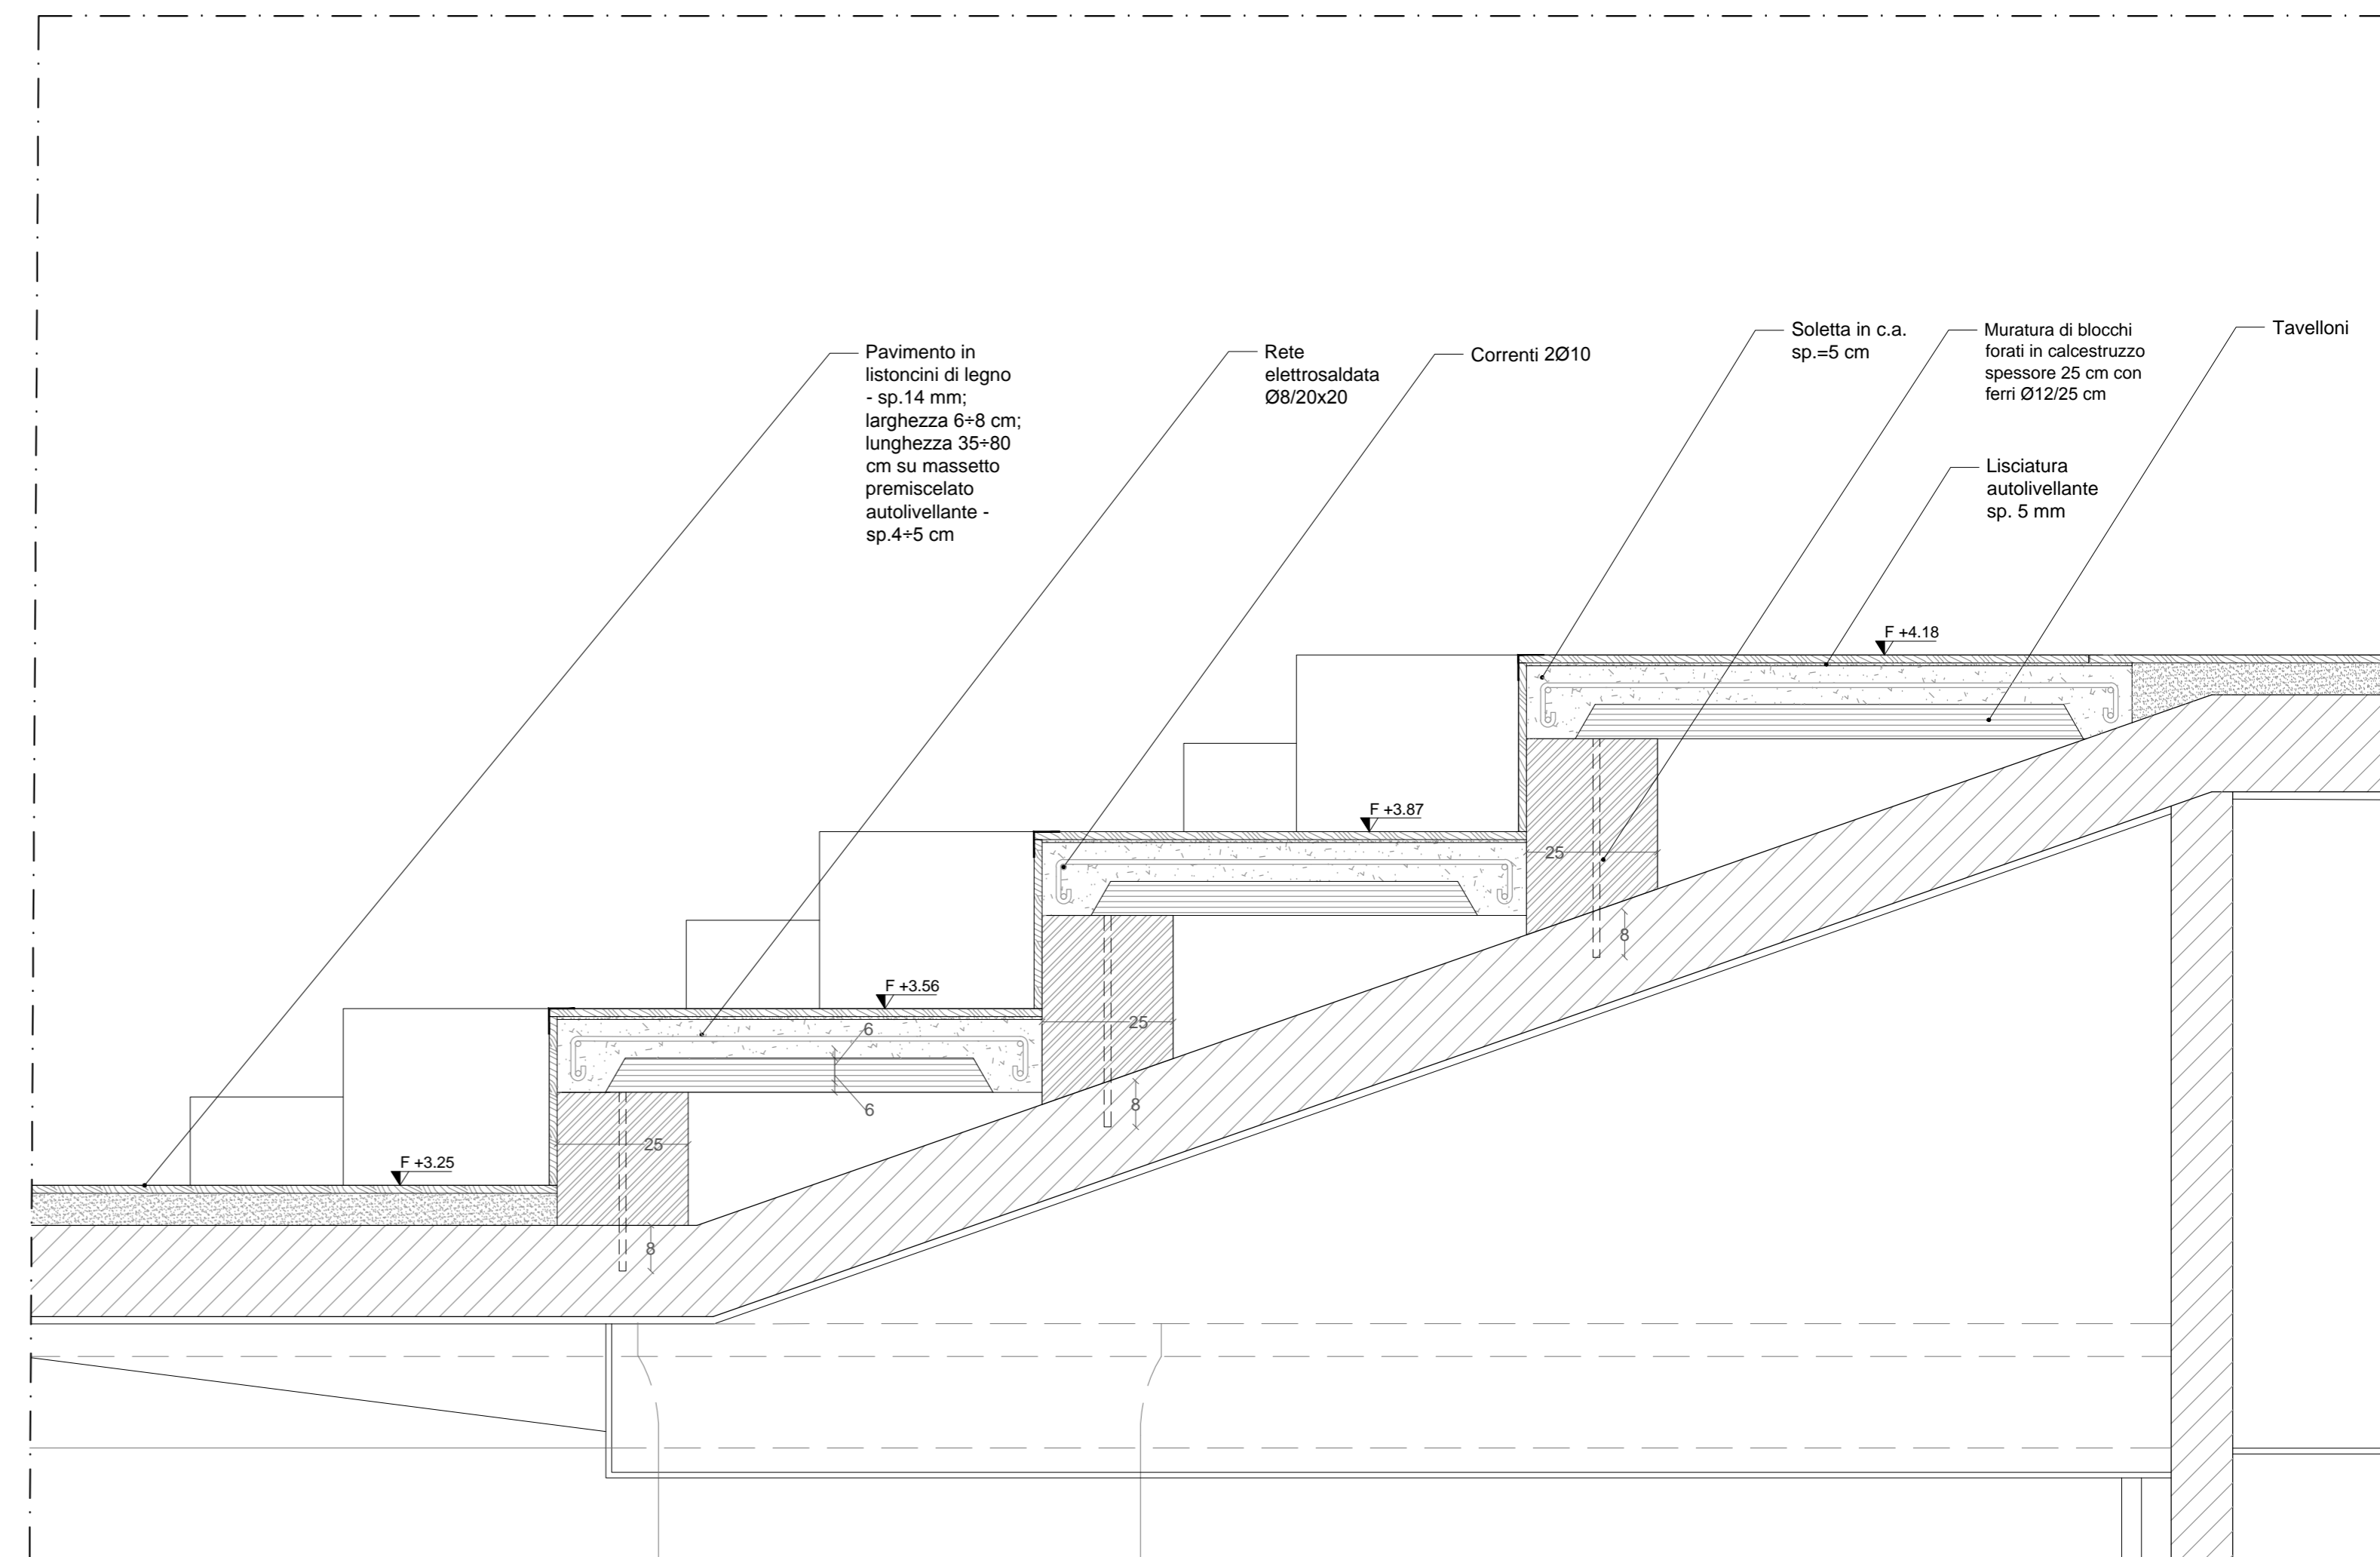 Pavimento in
listoncini di legno
- sp.14 mm;
larghezza 6÷8 cm;
lunghezza 35÷80
cm su massetto
premiscelato
autolivellante -
sp.4÷5 cm
Rete
elettrosaldata
Ø8/20x20
Correnti 2Ø10
Soletta in c.a.
sp.=5 cm
Muratura di blocchi
forati in calcestruzzo
spessore 25 cm con
ferri Ø12/25 cm
Tavelloni
Lisciatura
autolivellante
sp. 5 mm
F +4.18
F +3.87
25
8
F +3.56
6
25
6
8
F +3.25
25
8